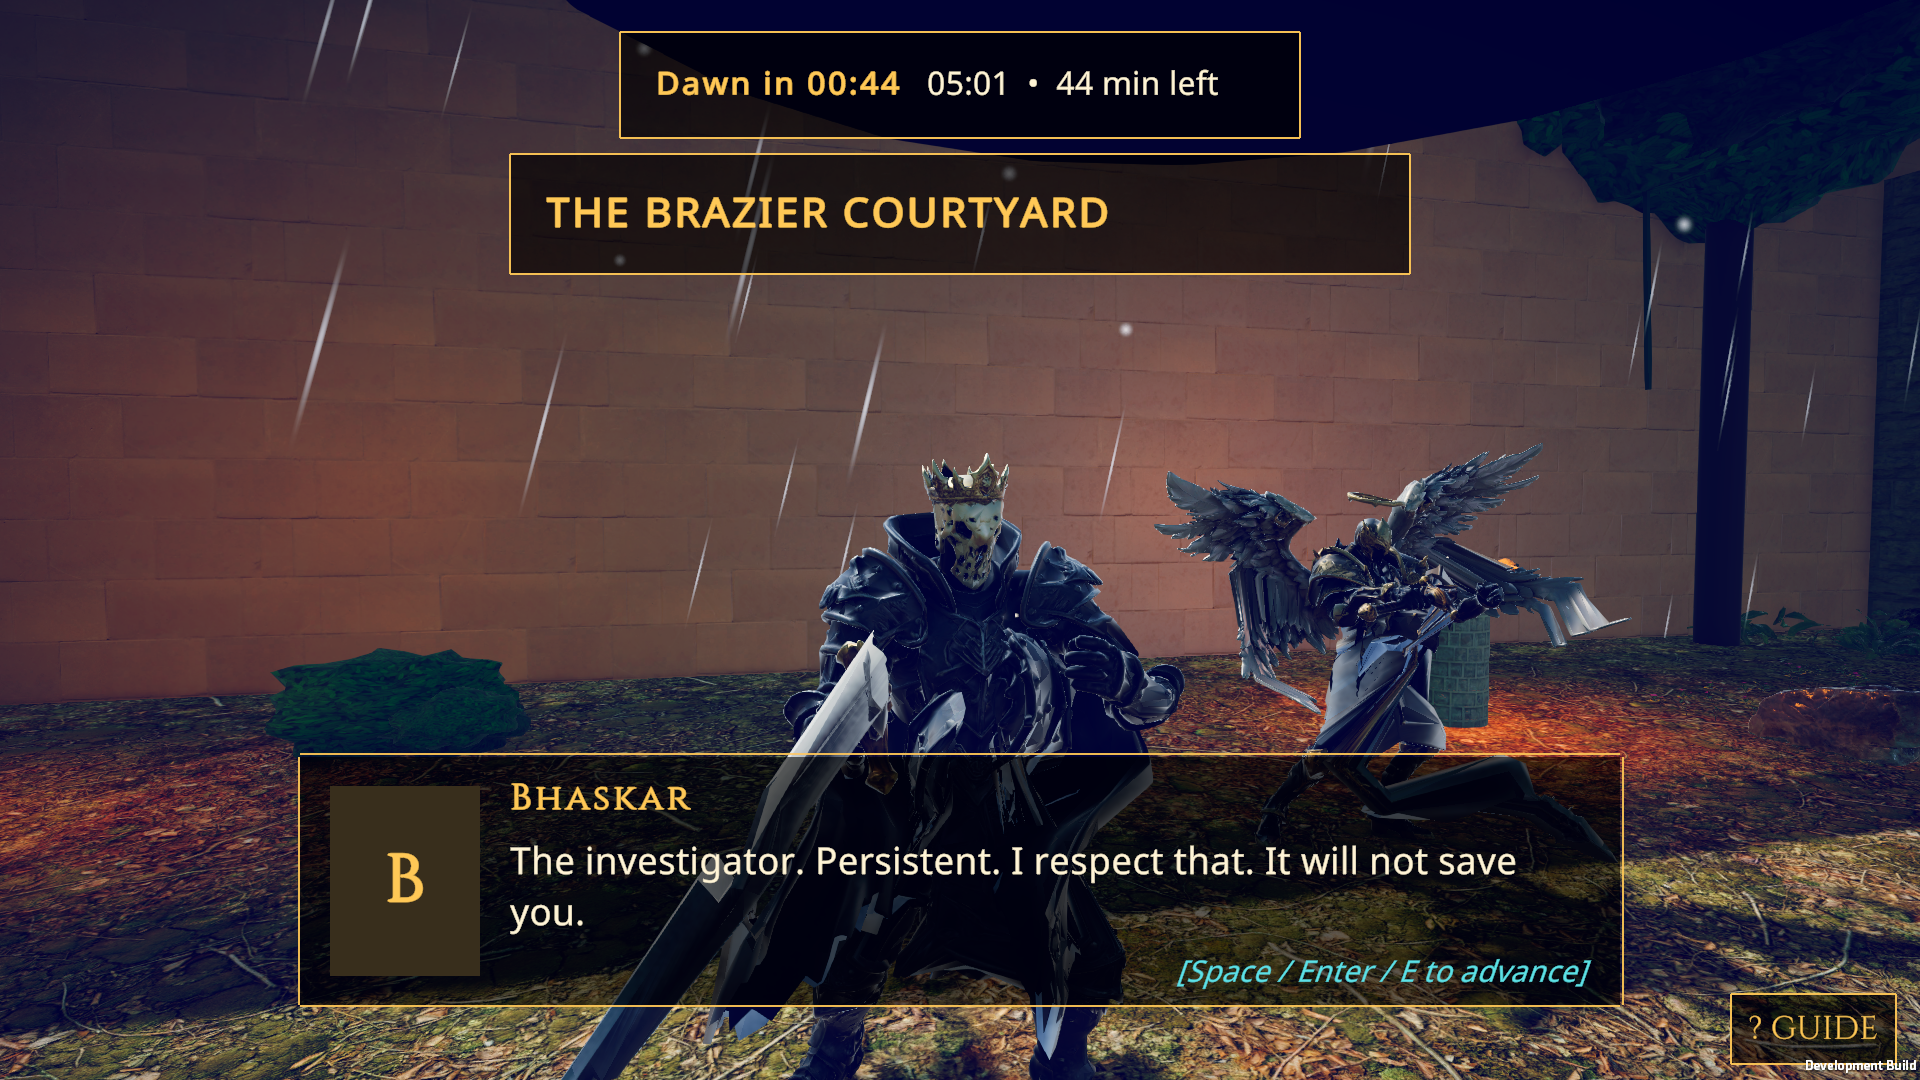 Dawn in 00:44 05:01 • 44 min left
THE BRAZIER COURTYARD
BHASKAR
B
The investigator. Persistent. I respect that. It will not save
you.
[Space / Enter / E to advance]
? GUIDE
Development Build